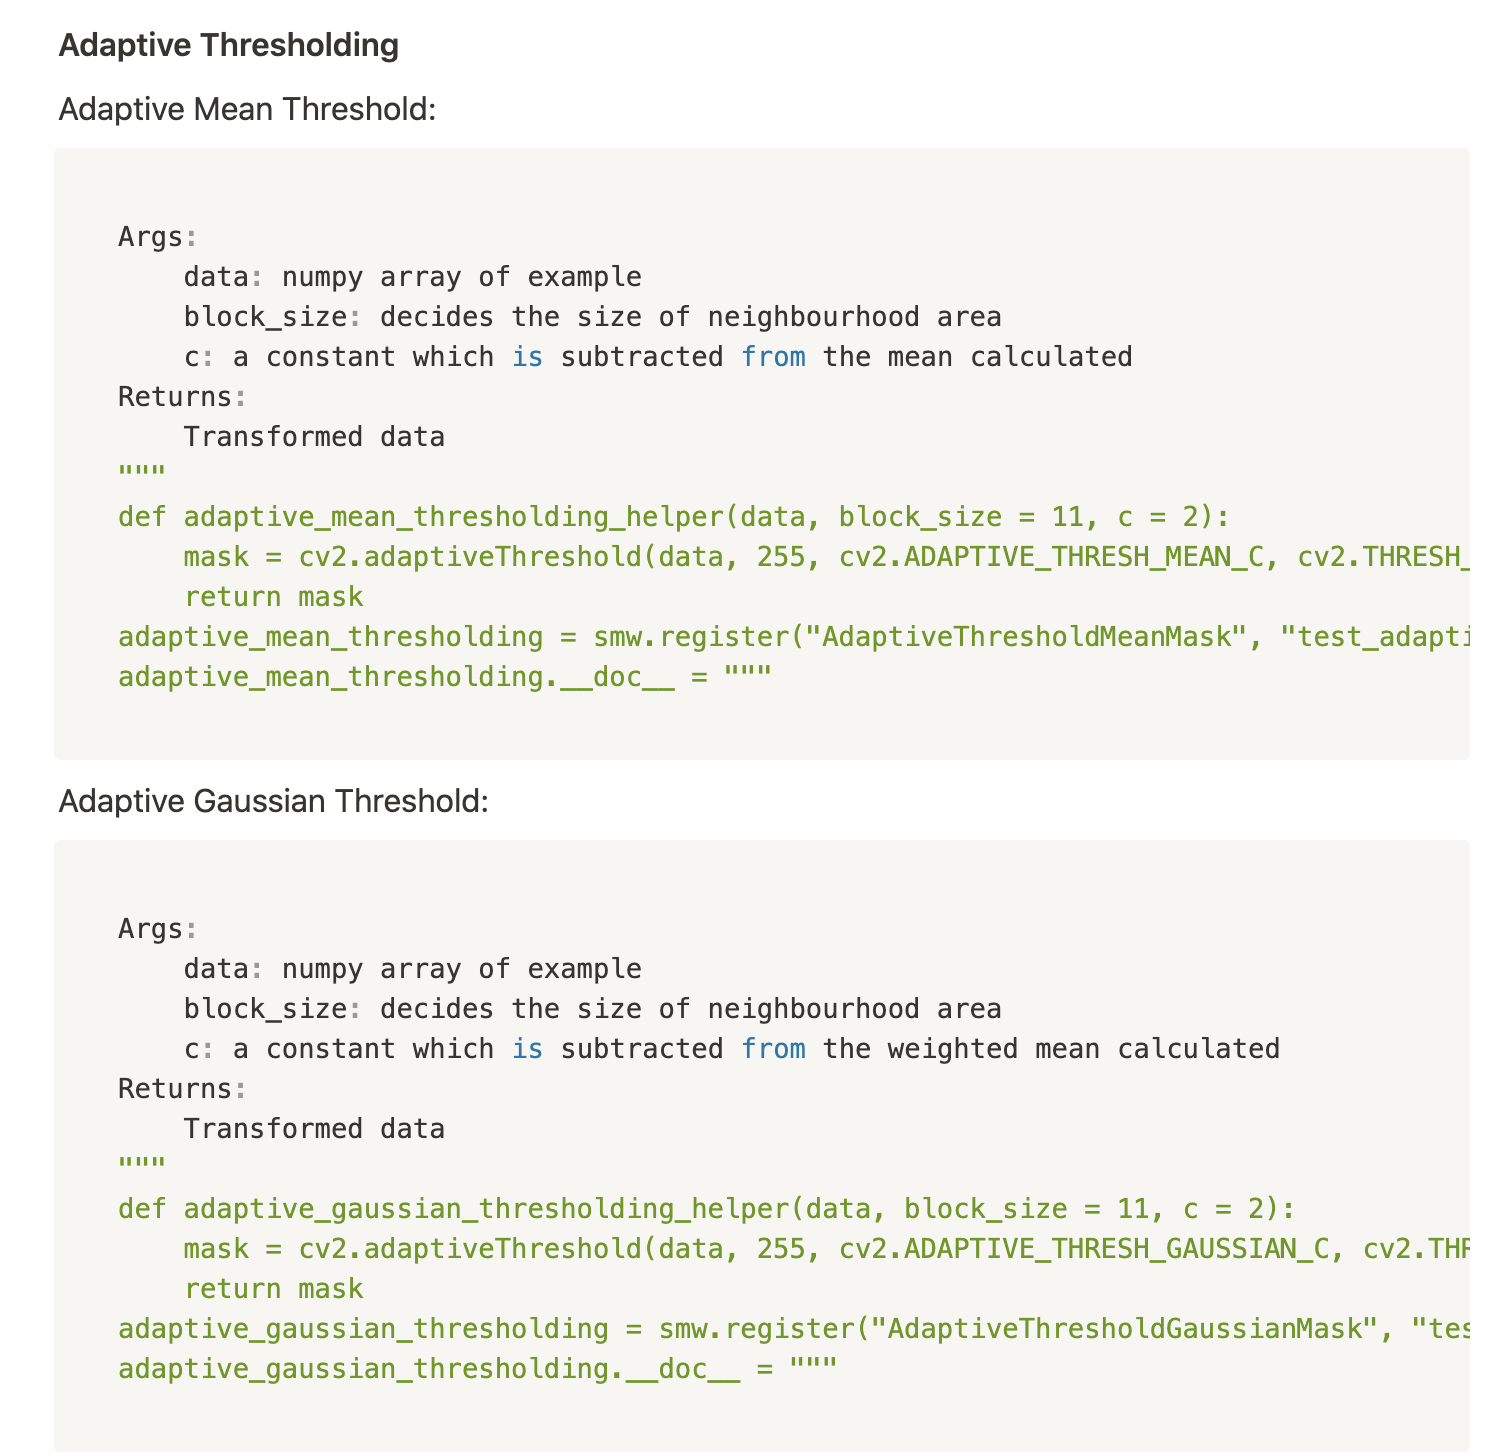 Adaptive Thresholding
Adaptive Mean Threshold:
Args:
    data: numpy array of example
    block_size: decides the size of neighbourhood area
    c: a constant which is subtracted from the mean calculated
Returns:
    Transformed data
"""
def adaptive_mean_thresholding_helper(data, block_size = 11, c = 2):
    mask = cv2.adaptiveThreshold(data, 255, cv2.ADAPTIVE_THRESH_MEAN_C, cv2.THRESH_
    return mask
adaptive_mean_thresholding = smw.register("AdaptiveThresholdMeanMask", "test_adapti
adaptive_mean_thresholding.__doc__ = """
Adaptive Gaussian Threshold:
Args:
    data: numpy array of example
    block_size: decides the size of neighbourhood area
    c: a constant which is subtracted from the weighted mean calculated
Returns:
    Transformed data
"""
def adaptive_gaussian_thresholding_helper(data, block_size = 11, c = 2):
    mask = cv2.adaptiveThreshold(data, 255, cv2.ADAPTIVE_THRESH_GAUSSIAN_C, cv2.THR
    return mask
adaptive_gaussian_thresholding = smw.register("AdaptiveThresholdGaussianMask", "tes
adaptive_gaussian_thresholding.__doc__ = """